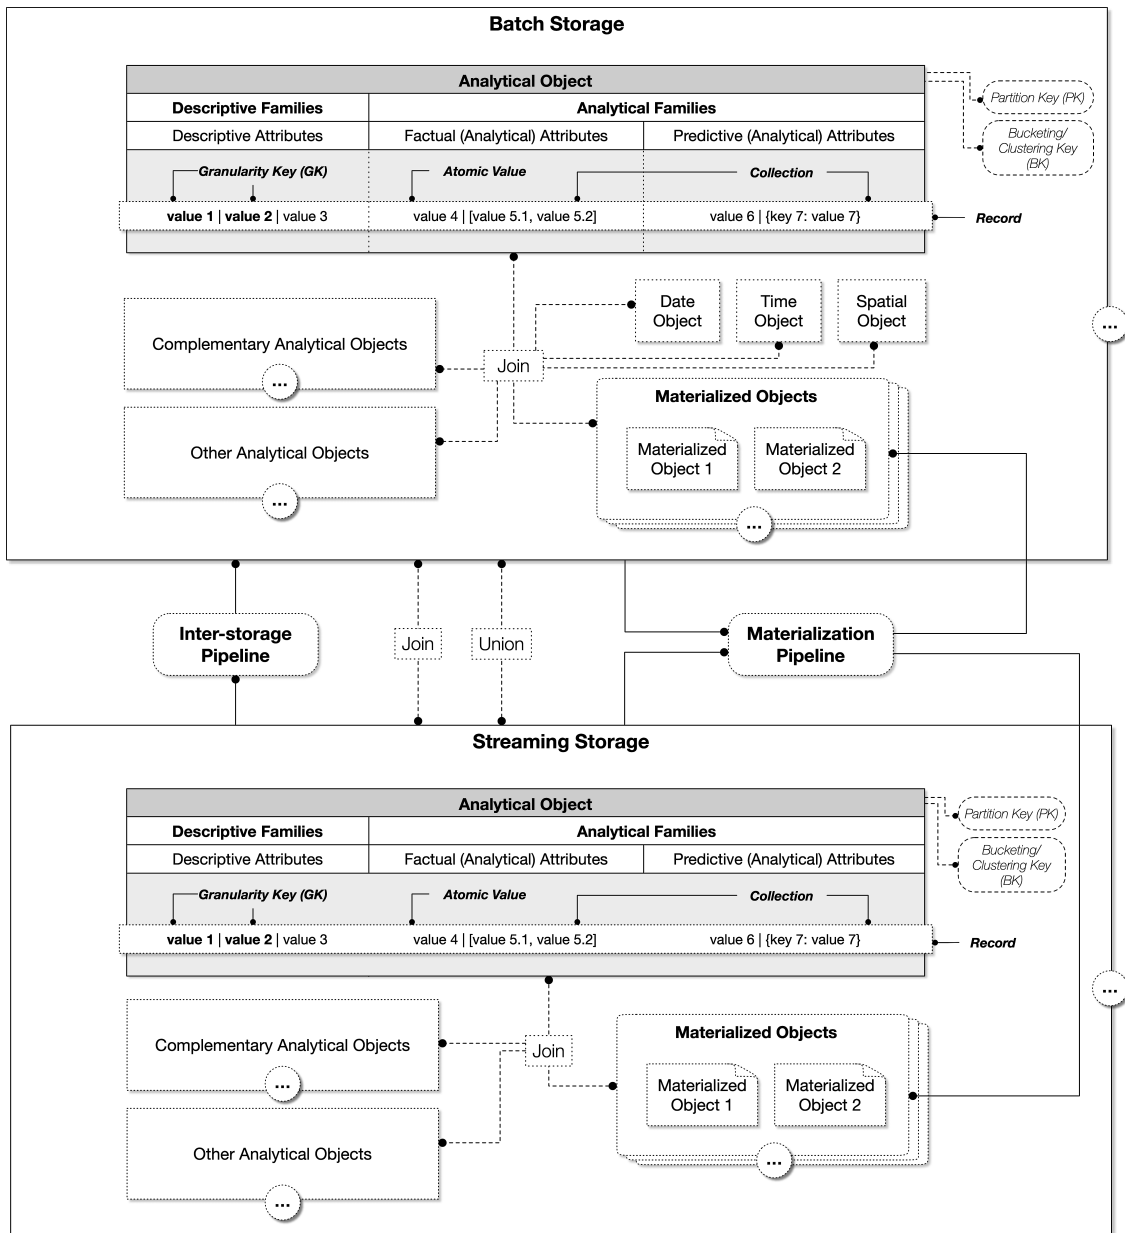 Batch Storage
Analytical Object
Descriptive Families
Analytical Families
Descriptive Attributes
Factual (Analytical) Attributes
Predictive (Analytical) Attributes
Partition Key (PK)
Bucketing/
Clustering Key
(BK)
Granularity Key (GK)
Atomic Value
Collection
value 1 | value 2 | value 3
value 4 | [value 5.1, value 5.2]
value 6 | {key 7: value 7}
Record
Date
Object
Time
Object
Spatial
Object
...
Complementary Analytical Objects
...
Join
Other Analytical Objects
...
Materialized Objects
Materialized
Object 1
Materialized
Object 2
...
Inter-storage
Pipeline
Join
Union
Materialization
Pipeline
Streaming Storage
Analytical Object
Descriptive Families
Analytical Families
Descriptive Attributes
Factual (Analytical) Attributes
Predictive (Analytical) Attributes
Partition Key (PK)
Bucketing/
Clustering Key
(BK)
Granularity Key (GK)
Atomic Value
Collection
value 1 | value 2 | value 3
value 4 | [value 5.1, value 5.2]
value 6 | {key 7: value 7}
Record
...
Complementary Analytical Objects
...
Join
Other Analytical Objects
...
Materialized Objects
Materialized
Object 1
Materialized
Object 2
...